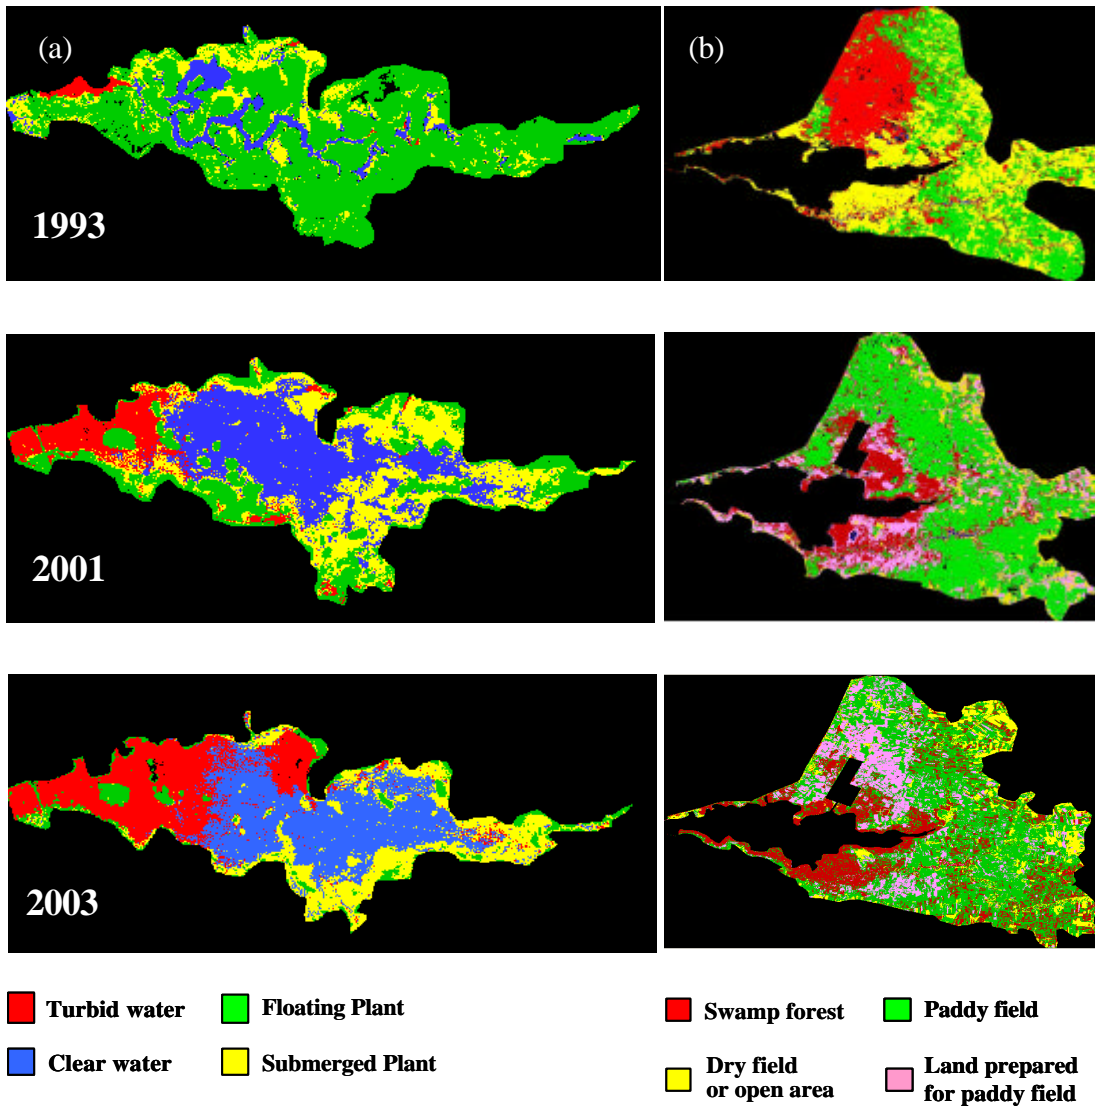 (a)
(b)
1993
2001
2003
Turbid water
Floating Plant
Clear water
Submerged Plant
Swamp forest
Paddy field
Dry field
or open area
Land prepared
for paddy field